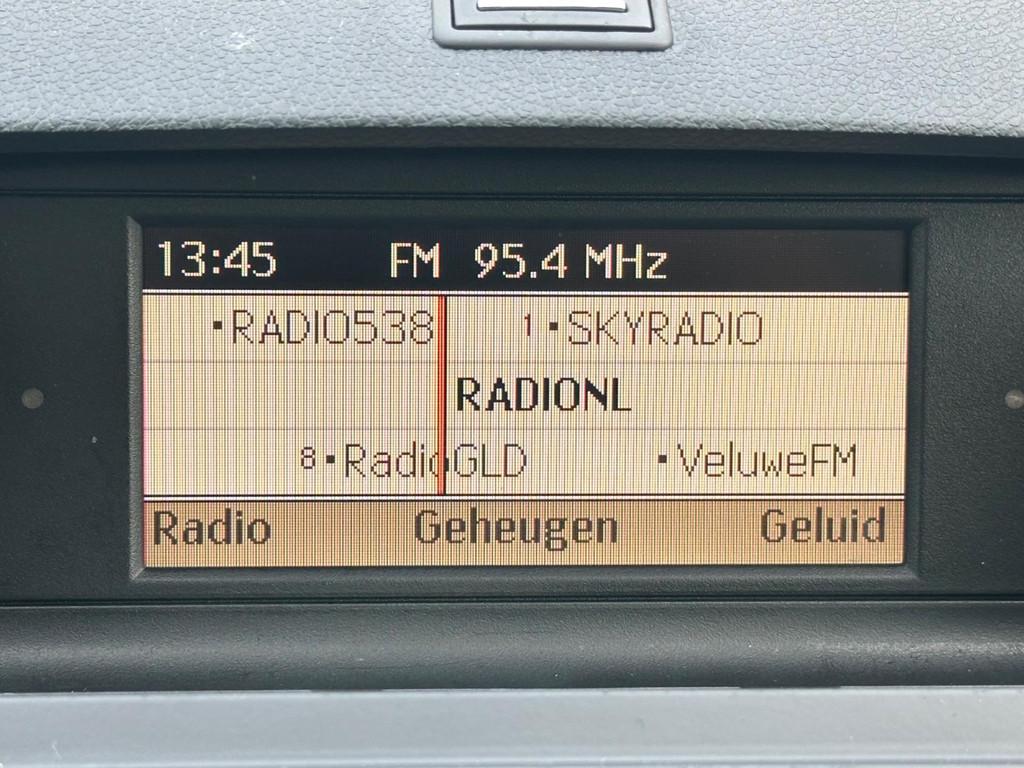 13:45 FM 95.4 MHz
▪RADIO538 1▪SKYRADIO
RADIONL
8▪RadioGLD ▪VeluweFM
Radio Geheugen Geluid